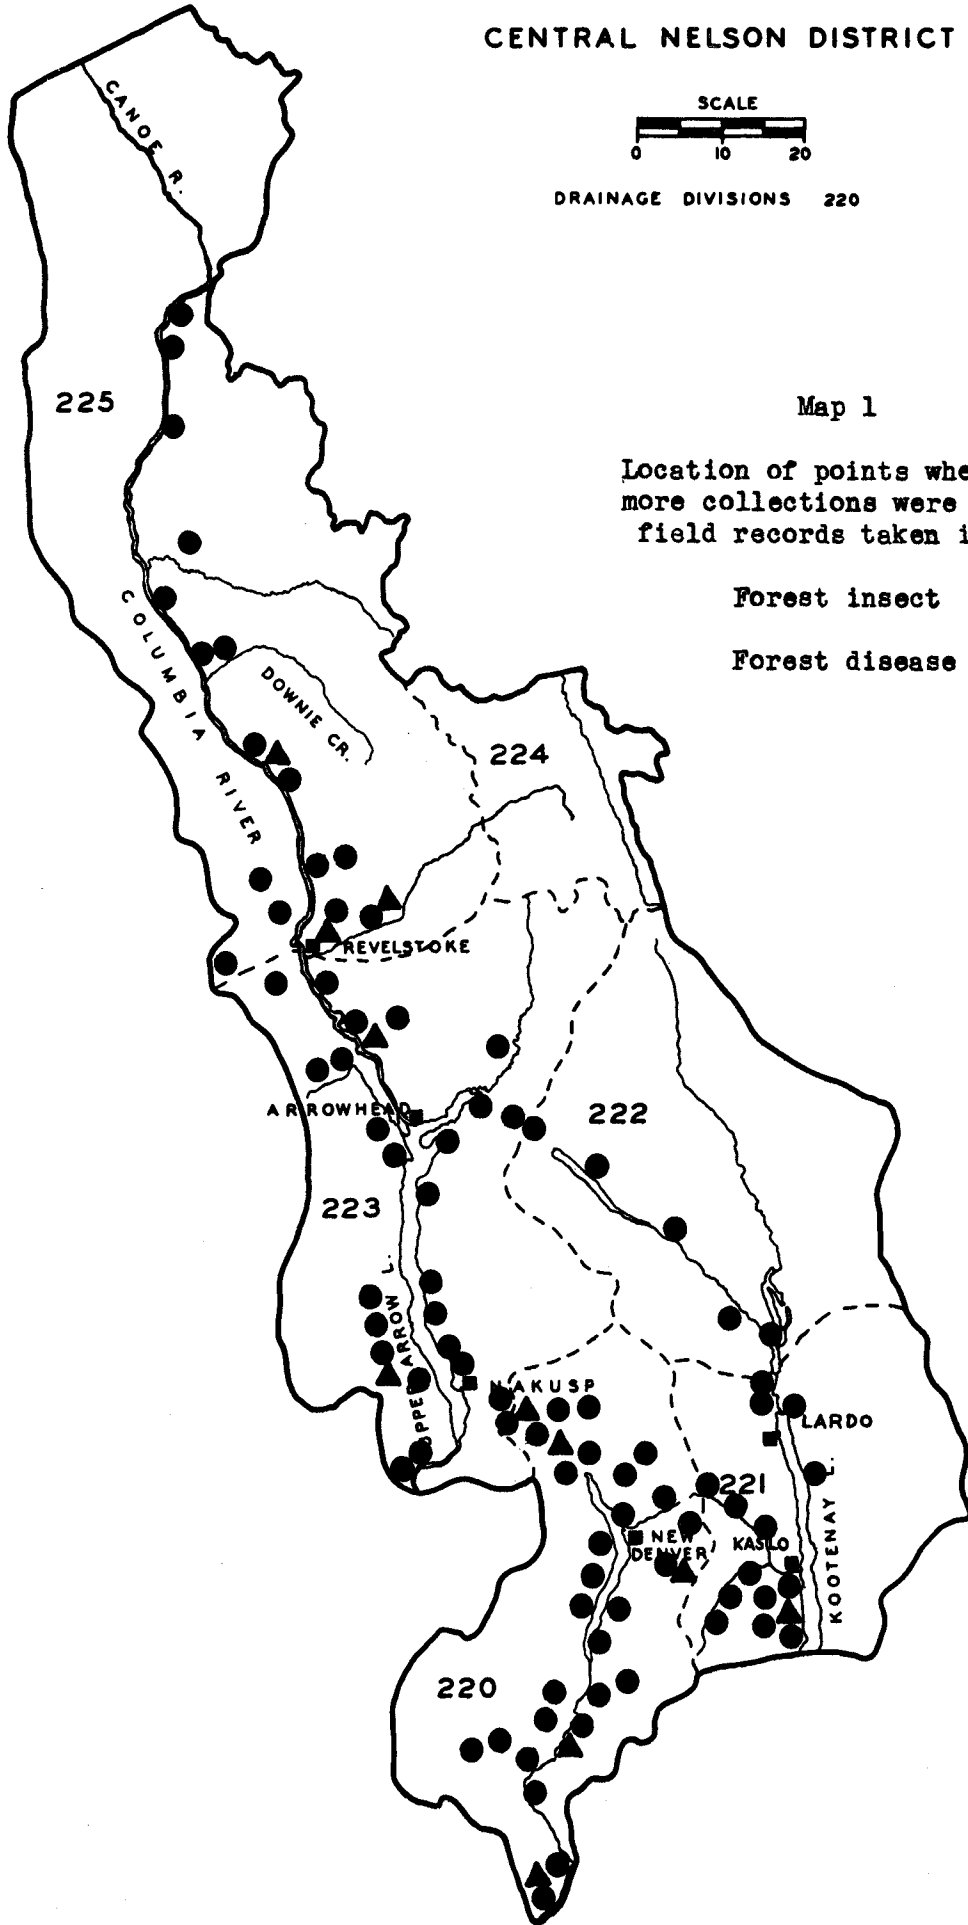 CENTRAL NELSON DISTRICT
SCALE
0 10 20
DRAINAGE DIVISIONS 220
CANOE R.
225
Map 1
Location of points whe
more collections were
field records taken i
Forest insect
Forest disease
COLUMBIA RIVER
DOWNIE CR.
224
REVELSTOKE
ARROWHEAD
222
223
UPPER ARROW L.
NAKUSP
LARDO
221
NEW
DENVER
KASLO
KOOTENAY L.
220